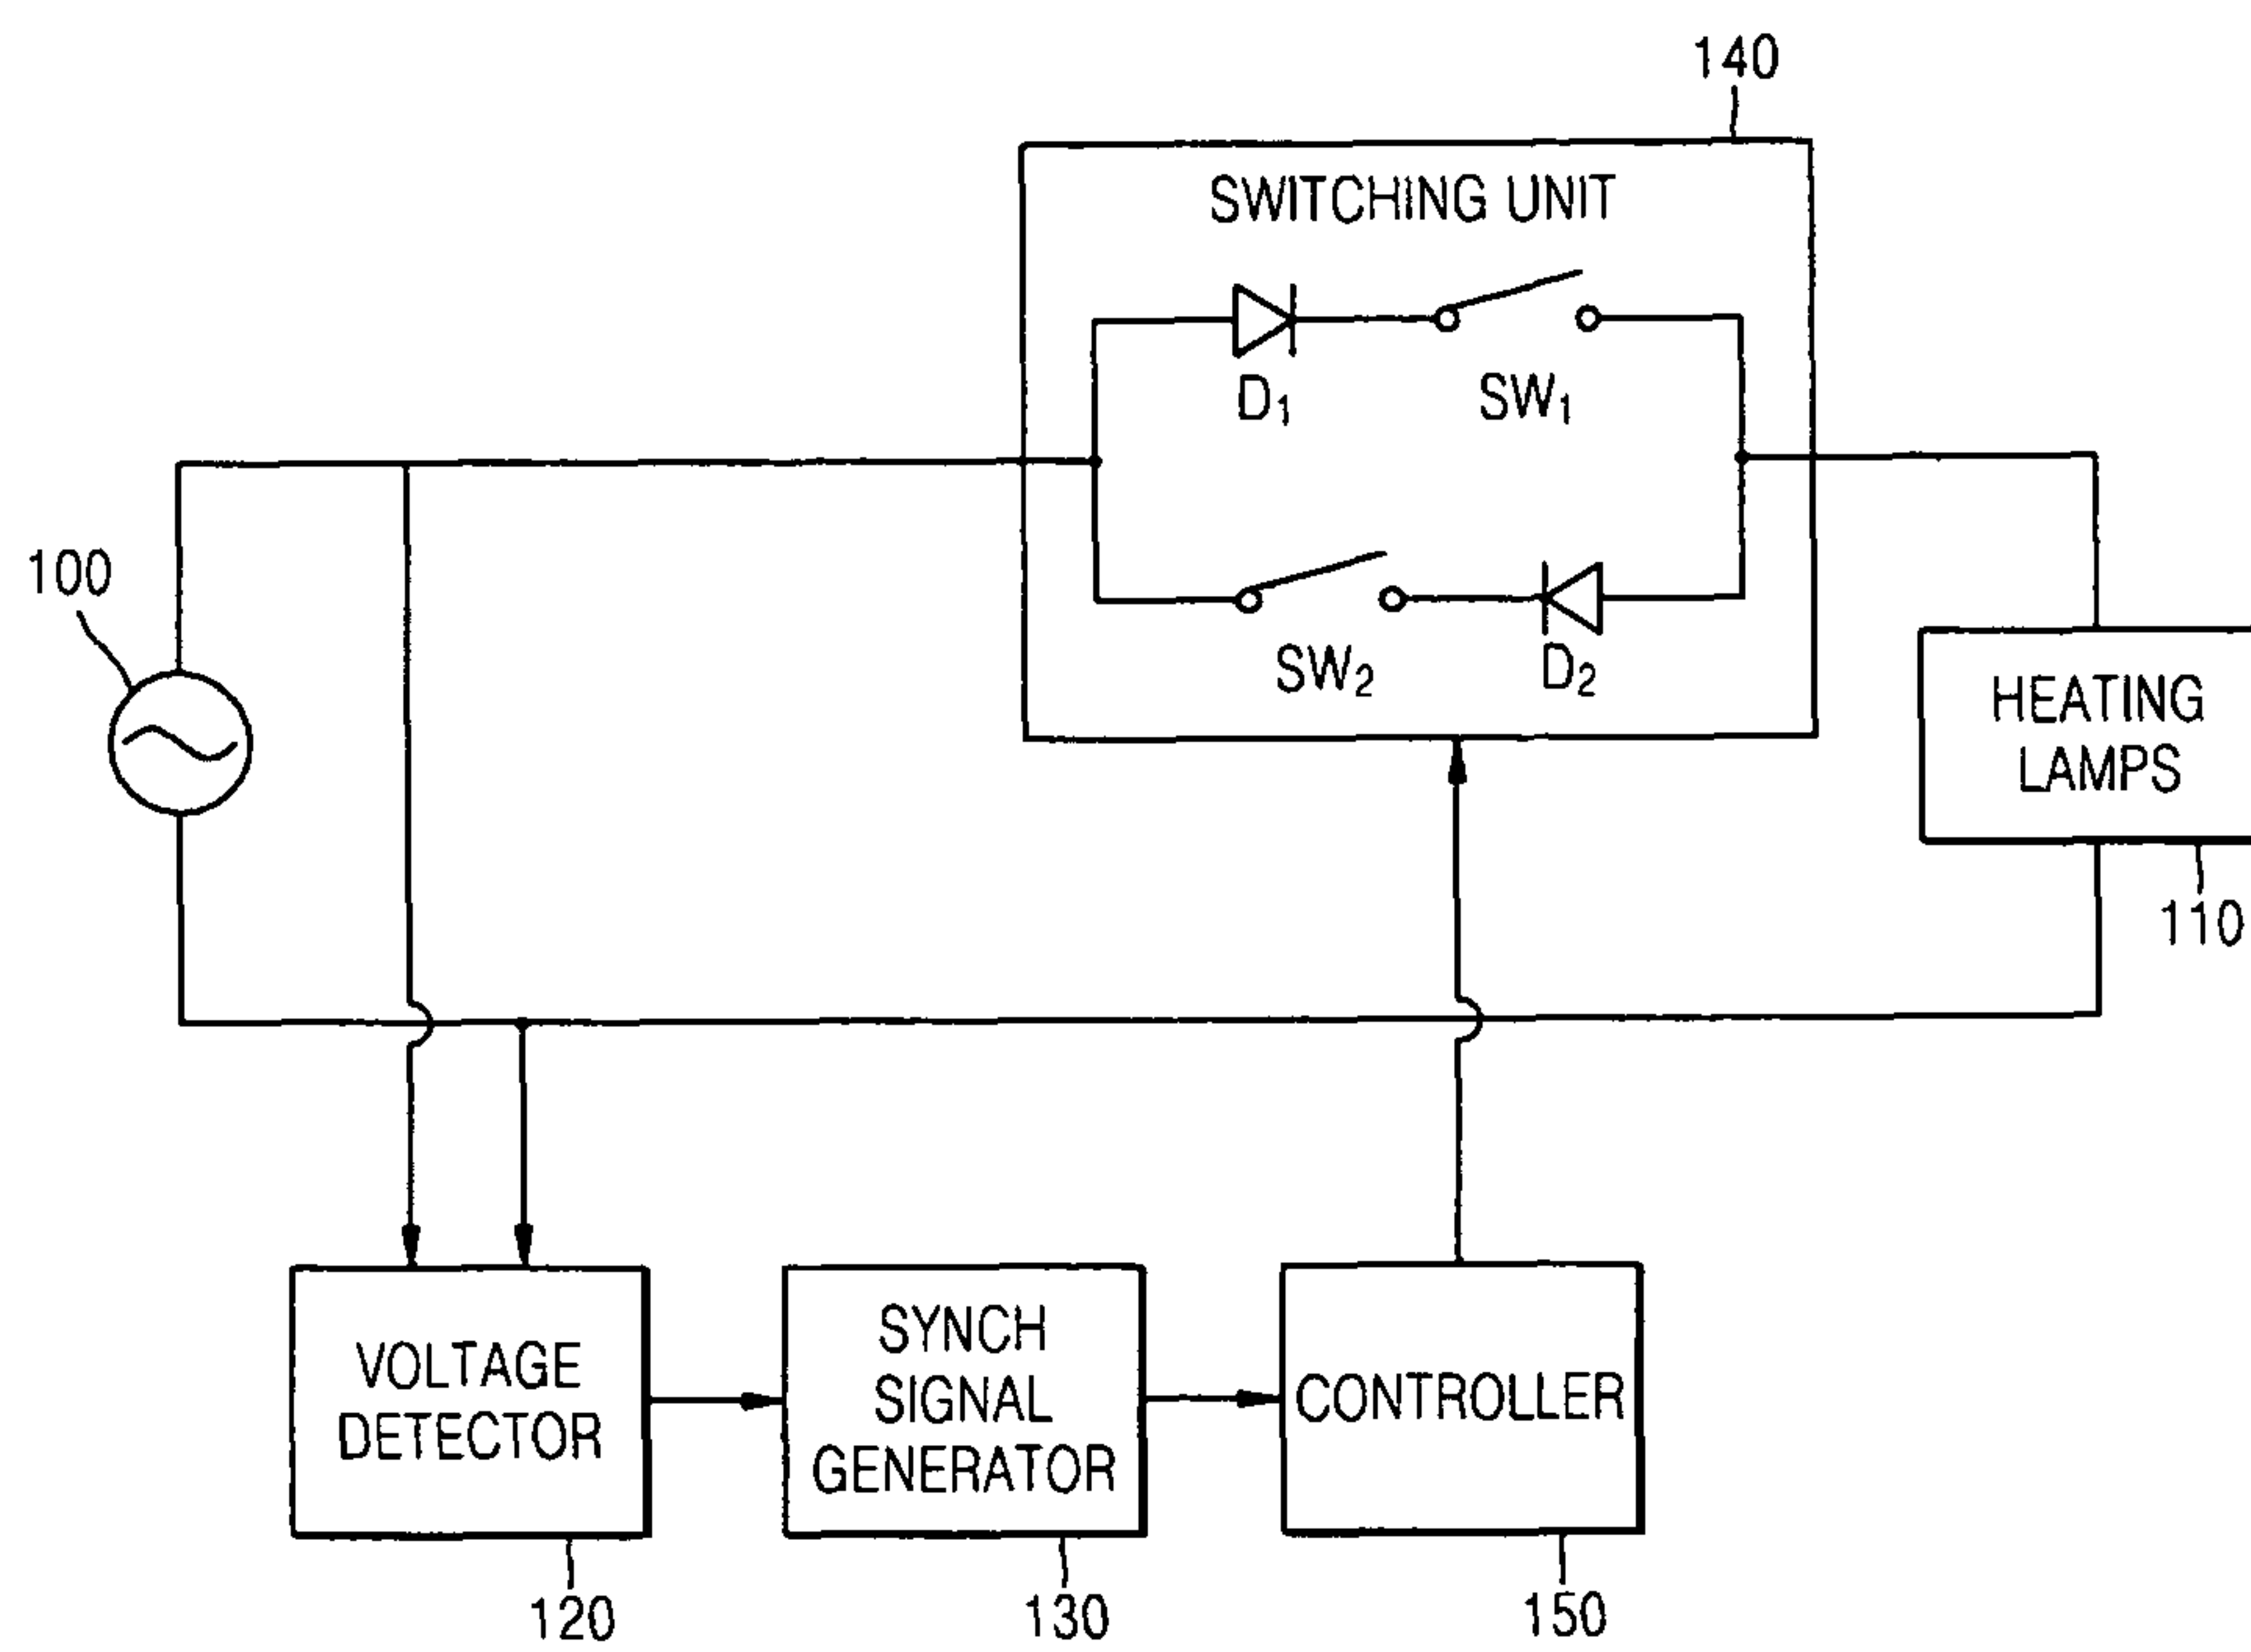 140
SWITCHING UNIT
D1
SW1
100
SW2
D2
HEATING
LAMPS
110
VOLTAGE
DETECTOR
SYNCH
SIGNAL
GENERATOR
CONTROLLER
120
130
150